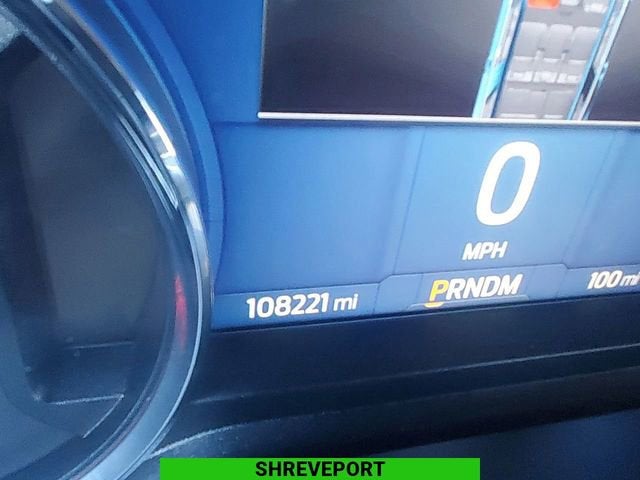 0
MPH
108221 mi
PRNDM
100 mi
SHREVEPORT